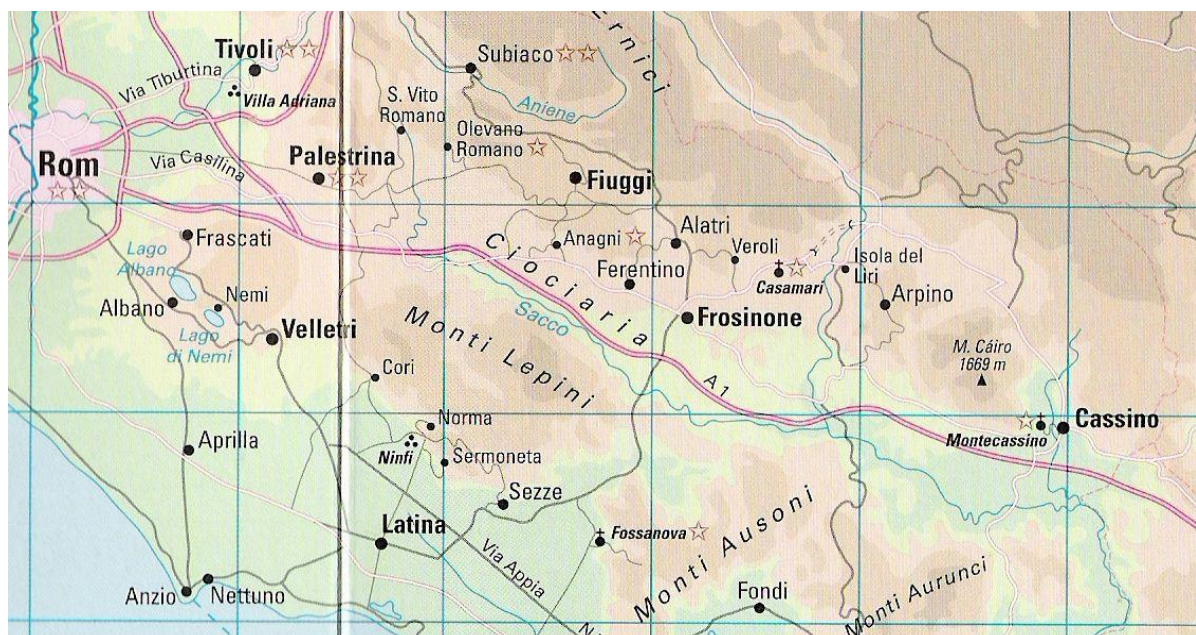 Tivoli
Subiaco
Ernici
Via Tiburtina
Villa Adriana
Aniene
S. Vito
Romano
Olevano
Romano
Rom
Via Casilina
Palestrina
Fiuggi
Frascati
Lago
Albano
Ciociaria
Anagni
Alatri
Veroli
Ferentino
Casamari
Isola del
Liri
Arpino
Albano
Nemi
Lago
di Nemi
Velletri
Monti Lepini
Sacco
Frosinone
M. Cáiro
1669 m
Cori
A1
Norma
Cassino
Montecassino
Aprilla
Ninfi
Sermoneta
Sezze
Latina
Via Appia
Fossanova
Monti Ausoni
Monti Aurunci
Anzio
Nettuno
Fondi